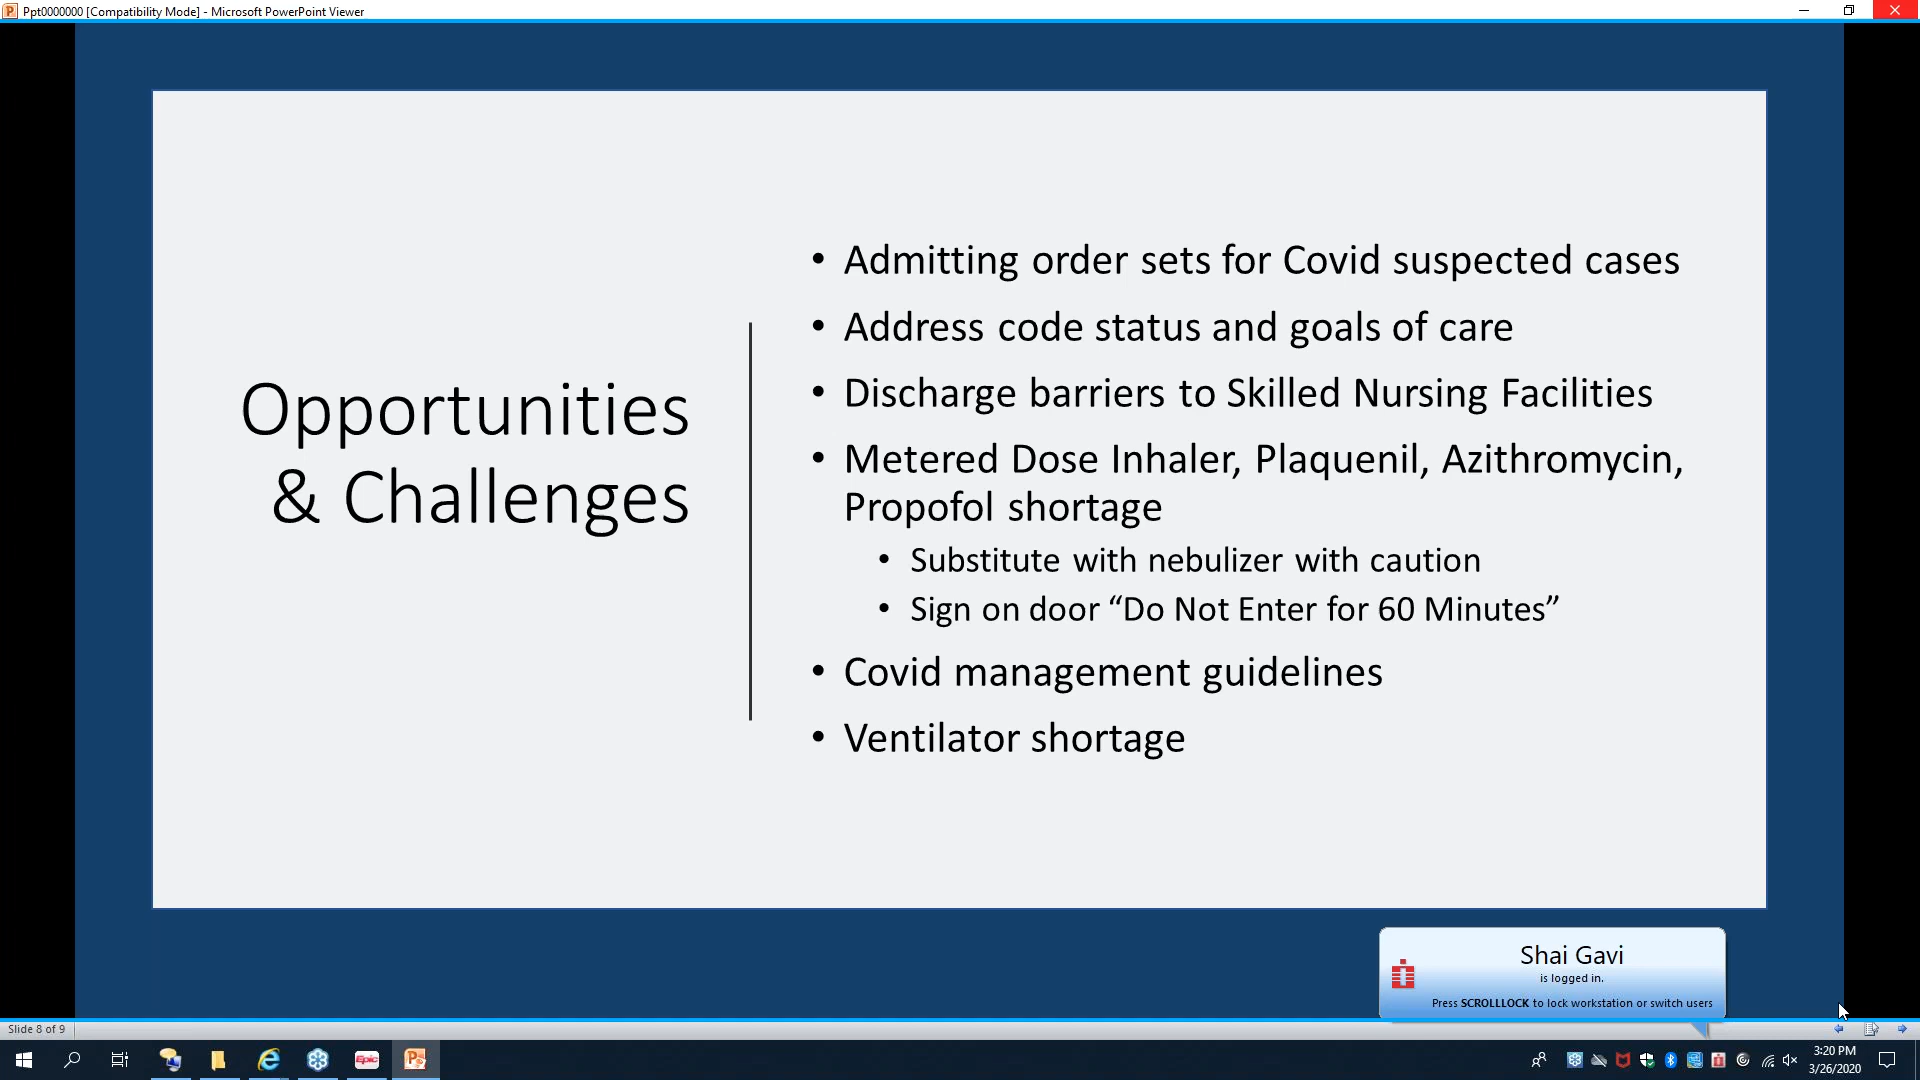 Ppt0000000 [Compatibility Mode] - Microsoft PowerPoint Viewer
Opportunities
& Challenges
• Admitting order sets for Covid suspected cases
• Address code status and goals of care
• Discharge barriers to Skilled Nursing Facilities
• Metered Dose Inhaler, Plaquenil, Azithromycin,
Propofol shortage
• Substitute with nebulizer with caution
• Sign on door “Do Not Enter for 60 Minutes”
• Covid management guidelines
• Ventilator shortage
Shai Gavi
is logged in.
Press SCROLLLOCK to lock workstation or switch users
Slide 8 of 9
Epic
3:20 PM
3/26/2020